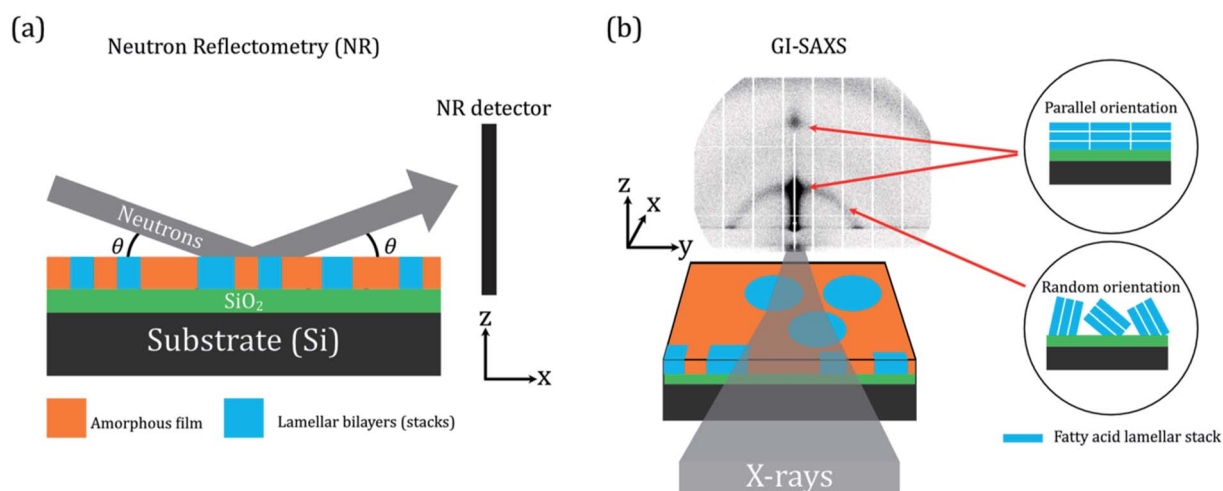 (a)
Neutron Reflectometry (NR)
NR detector
Neutrons
θ
θ
SiO₂
Substrate (Si)
z
x
Amorphous film
Lamellar bilayers (stacks)
(b)
GI-SAXS
Parallel orientation
z
x
y
Random orientation
Fatty acid lamellar stack
X-rays